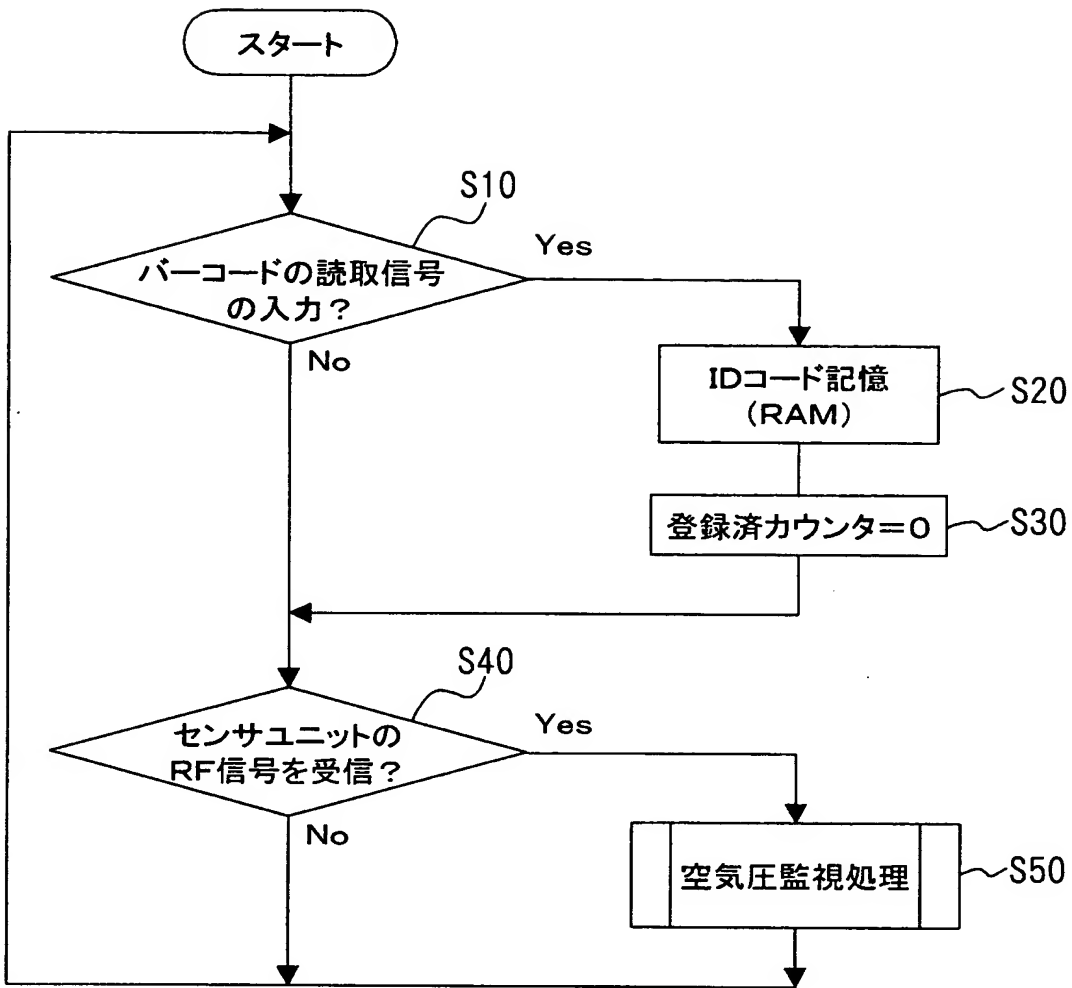 スタート
S10
バーコードの読取信号
の入力？
Yes
No
IDコード記憶
（RAM）
S20
登録済カウンタ＝0
S30
S40
センサユニットの
RF信号を受信？
Yes
No
空気圧監視処理
S50